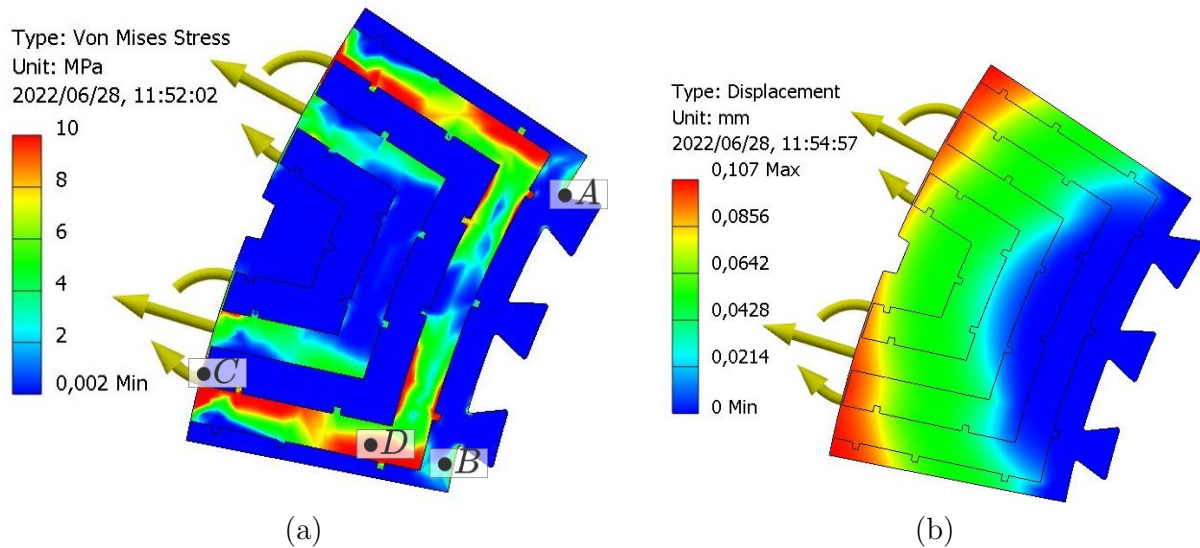 Type: Von Mises Stress
Unit: MPa
2022/06/28, 11:52:02
10
8
6
4
2
0,002 Min
A
B
C
D
(a)
Type: Displacement
Unit: mm
2022/06/28, 11:54:57
0,107 Max
0,0856
0,0642
0,0428
0,0214
0 Min
(b)